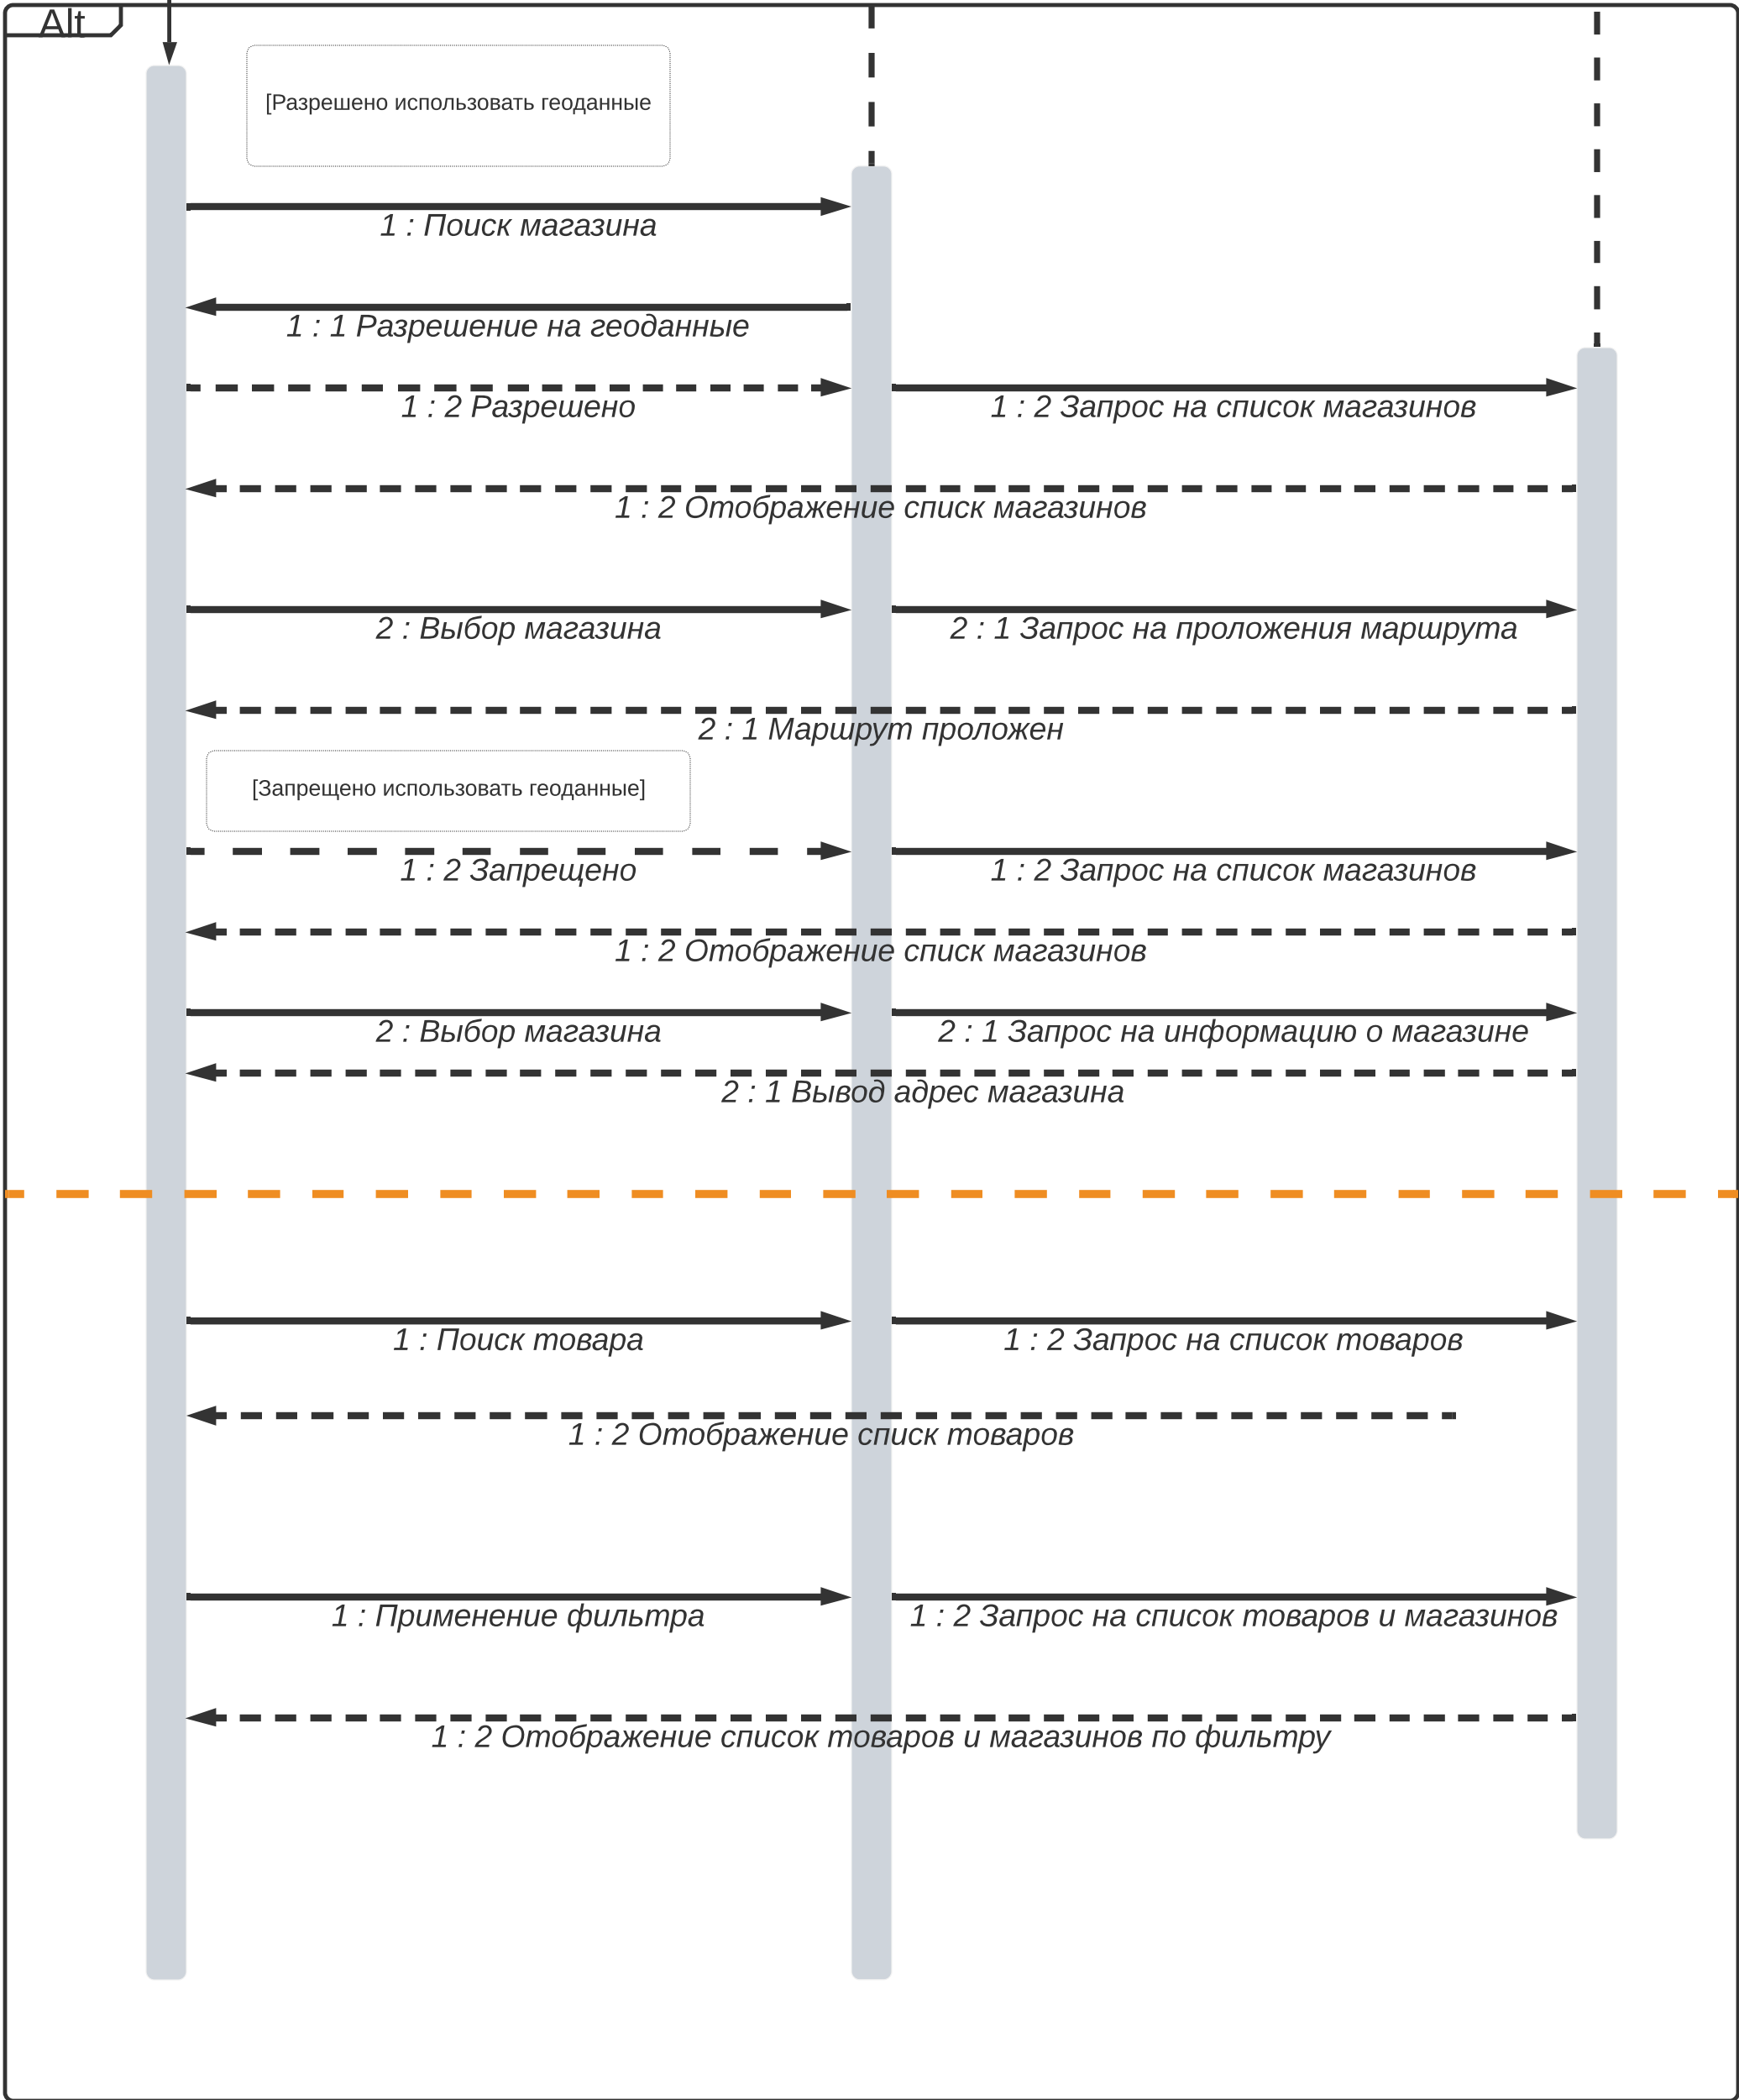 Alt
[Разрешено использовать геоданные
1 : Поиск магазина
1 : 1 Разрешение на геоданные
1 : 2 Разрешено
1 : 2 Запрос на список магазинов
1 : 2 Отображение список магазинов
2 : Выбор магазина
2 : 1 Запрос на проложения маршрута
2 : 1 Маршрут проложен
[Запрещено использовать геоданные]
1 : 2 Запрещено
1 : 2 Запрос на список магазинов
1 : 2 Отображение список магазинов
2 : Выбор магазина
2 : 1 Запрос на информацию о магазине
2 : 1 Вывод адрес магазина
1 : Поиск товара
1 : 2 Запрос на список товаров
1 : 2 Отображение список товаров
1 : Применение фильтра
1 : 2 Запрос на список товаров и магазинов
1 : 2 Отображение список товаров и магазинов по фильтру